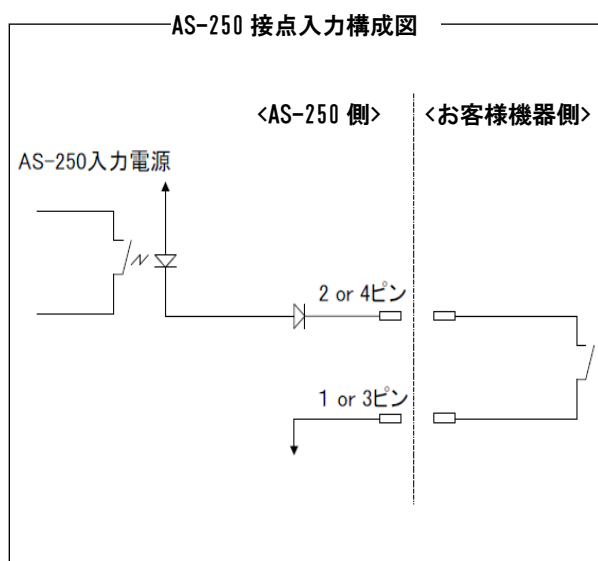 AS-250 接点入力構成図
<AS-250 側> <お客様機器側>
AS-250入力電源
2 or 4ピン
1 or 3ピン